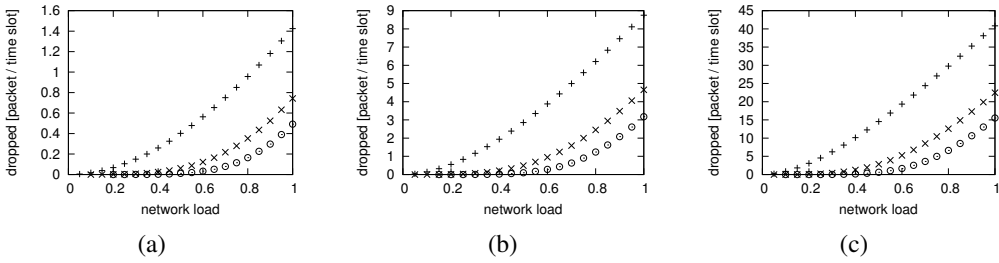 dropped [packet / time slot]
1.6
1.4
1.2
1
0.8
0.6
0.4
0.2
0
0 0.2 0.4 0.6 0.8 1
network load
(a)
dropped [packet / time slot]
9
8
7
6
5
4
3
2
1
0
0 0.2 0.4 0.6 0.8 1
network load
(b)
dropped [packet / time slot]
45
40
35
30
25
20
15
10
5
0
0 0.2 0.4 0.6 0.8 1
network load
(c)